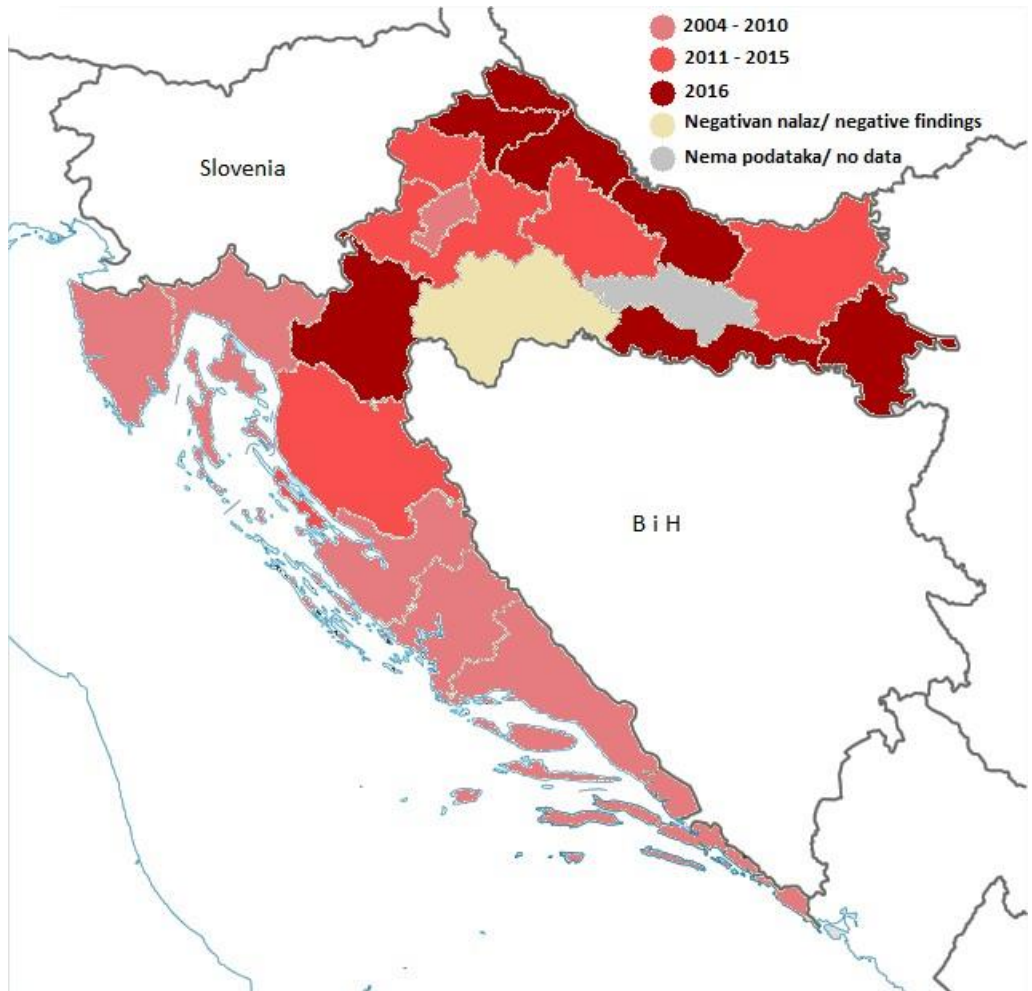 2004 - 2010
2011 - 2015
2016
Negativan nalaz/ negative findings
Nema podataka/ no data
Slovenia
B i H